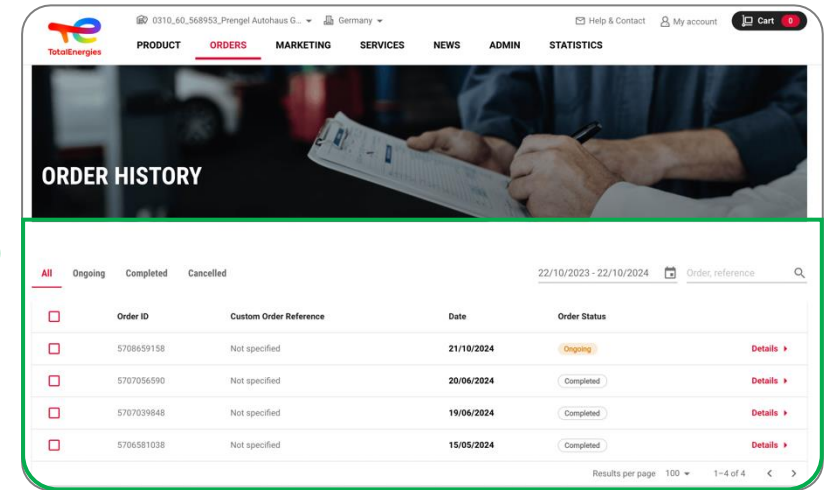 0310_60_568953_Prengel Autohaus G... Germany Help & Contact My account Cart 0
TotalEnergies
PRODUCT ORDERS MARKETING SERVICES NEWS ADMIN STATISTICS
ORDER HISTORY
All Ongoing Completed Cancelled 22/10/2023 - 22/10/2024 Order, reference
Order ID Custom Order Reference Date Order Status
5708659158 Not specified 21/10/2024 Ongoing Details
5707056590 Not specified 20/06/2024 Completed Details
5707039848 Not specified 19/06/2024 Completed Details
5706581038 Not specified 15/05/2024 Completed Details
Results per page 100 1–4 of 4